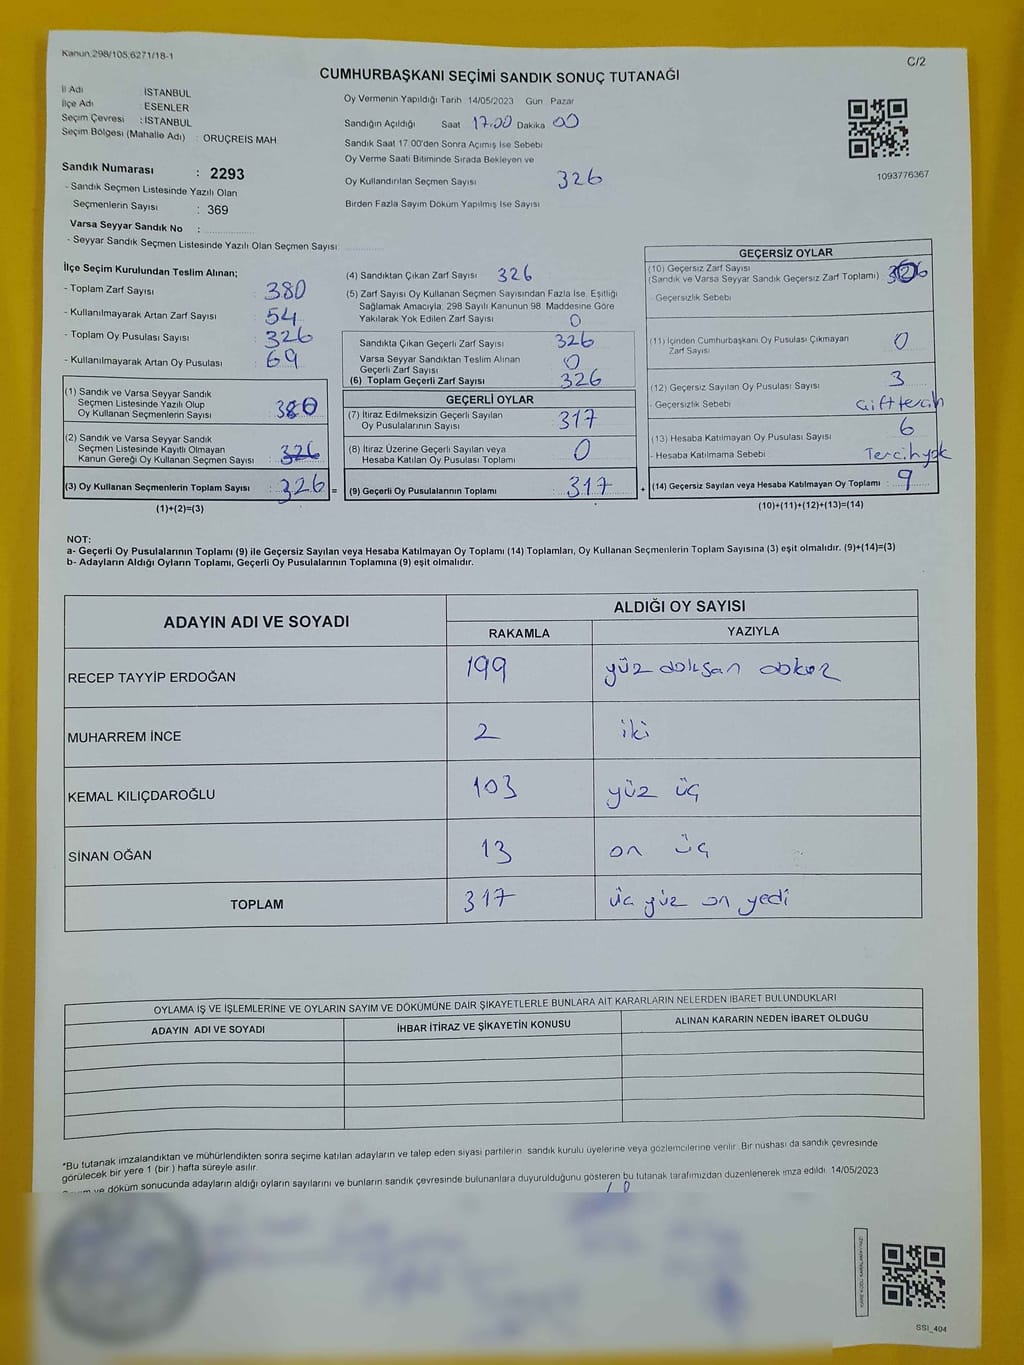 Kanun:298/105,6271/18-1
C/2
CUMHURBAŞKANI SEÇİMİ SANDIK SONUÇ TUTANAĞI
İl Adı İSTANBUL
İlçe Adı : ESENLER
Seçim Çevresi : İSTANBUL
Seçim Bölgesi (Mahalle Adı) : ORUÇREİS MAH
Oy Vermenin Yapıldığı Tarih 14/05/2023 Gün Pazar
Sandığın Açıldığı Saat 17.00 Dakika 00
Sandık Saat 17.00'den Sonra Açımış İse Sebebi
Oy Verme Saati Bitiminde Sırada Bekleyen ve
Oy Kullandırılan Seçmen Sayısı 326
Birden Fazla Sayım Döküm Yapılmış İse Sayısı
1093776367
Sandık Numarası : 2293
- Sandık Seçmen Listesinde Yazılı Olan
Seçmenlerin Sayısı : 369
Varsa Seyyar Sandık No :
- Seyyar Sandık Seçmen Listesinde Yazılı Olan Seçmen Sayısı:
İlçe Seçim Kurulundan Teslim Alınan;
- Toplam Zarf Sayısı : 380
- Kullanılmayarak Artan Zarf Sayısı : 54
- Toplam Oy Pusulası Sayısı : 326
- Kullanılmayarak Artan Oy Pusulası : 69
(1) Sandık ve Varsa Seyyar Sandık
Seçmen Listesinde Yazılı Olup
Oy Kullanan Seçmenlerin Sayısı : 380
(2) Sandık ve Varsa Seyyar Sandık
Seçmen Listesinde Kayıtlı Olmayan
Kanun Gereği Oy Kullanan Seçmen Sayısı : 326
(3) Oy Kullanan Seçmenlerin Toplam Sayısı : 326 =
(1)+(2)=(3)
(4) Sandıktan Çıkan Zarf Sayısı 326
(5) Zarf Sayısı Oy Kullanan Seçmen Sayısından Fazla İse, Eşitliği
Sağlamak Amacıyla; 298 Sayılı Kanunun 98. Maddesine Göre
Yakılarak Yok Edilen Zarf Sayısı 0
Sandıkta Çıkan Geçerli Zarf Sayısı 326
Varsa Seyyar Sandıktan Teslim Alınan
Geçerli Zarf Sayısı 0
(6) Toplam Geçerli Zarf Sayısı 326
GEÇERLİ OYLAR
(7) İtiraz Edilmeksizin Geçerli Sayılan
Oy Pusulalarının Sayısı 317
(8) İtiraz Üzerine Geçerli Sayılan veya
Hesaba Katılan Oy Pusulası Toplamı 0
(9) Geçerli Oy Pusulalarının Toplamı 317 +
GEÇERSİZ OYLAR
(10) Geçersiz Zarf Sayısı
(Sandık ve Varsa Seyyar Sandık Geçersiz Zarf Toplamı)
- Geçersizlik Sebebi
(11) İçinden Cumhurbaşkanı Oy Pusulası Çıkmayan
Zarf Sayısı 0
(12) Geçersiz Sayılan Oy Pusulası Sayısı 3
- Geçersizlik Sebebi Çift tercih
(13) Hesaba Katılmayan Oy Pusulası Sayısı 6
- Hesaba Katılmama Sebebi Tercih yok
(14) Geçersiz Sayılan veya Hesaba Katılmayan Oy Toplamı : 9
(10)+(11)+(12)+(13)=(14)
NOT:
a- Geçerli Oy Pusulalarının Toplamı (9) ile Geçersiz Sayılan veya Hesaba Katılmayan Oy Toplamı (14) Toplamları, Oy Kullanan Seçmenlerin Toplam Sayısına (3) eşit olmalıdır. (9)+(14)=(3)
b- Adayların Aldığı Oyların Toplamı, Geçerli Oy Pusulalarının Toplamına (9) eşit olmalıdır.
ADAYIN ADI VE SOYADI
ALDIĞI OY SAYISI
RAKAMLA YAZIYLA
RECEP TAYYİP ERDOĞAN 199 yüz doksan dokuz
MUHARREM İNCE 2 iki
KEMAL KILIÇDAROĞLU 103 yüz üç
SİNAN OĞAN 13 on üç
TOPLAM 317 üç yüz on yedi
OYLAMA İŞ VE İŞLEMLERİNE VE OYLARIN SAYIM VE DÖKÜMÜNE DAİR ŞİKAYETLERLE BUNLARA AİT KARARLARIN NELERDEN İBARET BULUNDUKLARI
ADAYIN ADI VE SOYADI İHBAR İTİRAZ VE ŞİKAYETİN KONUSU ALINAN KARARIN NEDEN İBARET OLDUĞU
*Bu tutanak imzalandıktan ve mühürlendikten sonra seçime katılan adayların ve talep eden siyasi partilerin sandık kurulu üyelerine veya gözlemcilerine verilir. Bir nüshası da sandık çevresinde
görülecek bir yere 1 (bir ) hafta süreyle asılır.
ve döküm sonucunda adayların aldığı oyların sayılarını ve bunların sandık çevresinde bulunanlara duyurulduğunu gösteren bu tutanak tarafımızdan düzenlenerek imza edildi. 14/05/2023
SSI_404